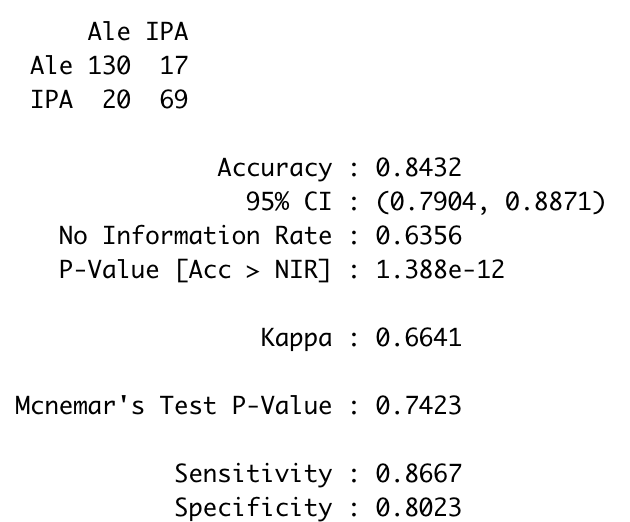 Ale IPA
Ale 130 17
IPA 20 69
Accuracy : 0.8432
95% CI : (0.7904, 0.8871)
No Information Rate : 0.6356
P-Value [Acc > NIR] : 1.388e-12
Kappa : 0.6641
Mcnemar's Test P-Value : 0.7423
Sensitivity : 0.8667
Specificity : 0.8023